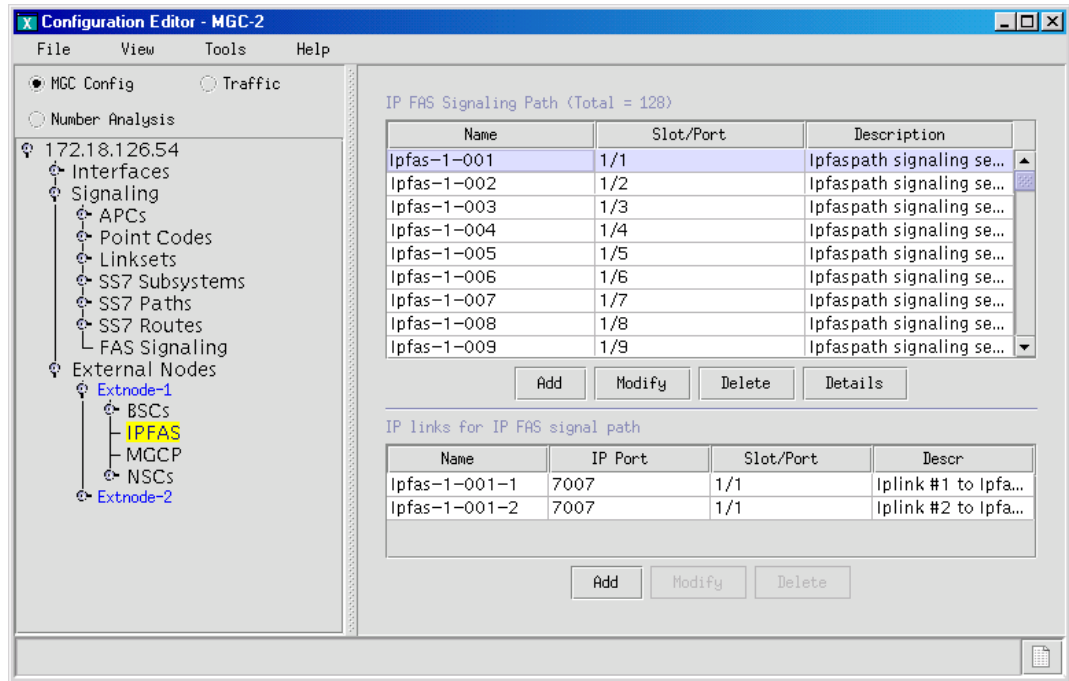 Configuration Editor - MGC-2
File View Tools Help
MGC Config Traffic
Number Analysis
172.18.126.54
Interfaces
Signaling
APCs
Point Codes
Linksets
SS7 Subsystems
SS7 Paths
SS7 Routes
FAS Signaling
External Nodes
Extnode-1
BSCs
IPFAS
MGCP
NSCs
Extnode-2
IP FAS Signaling Path (Total = 128)
Name Slot/Port Description
Ipfas-1-001 1/1 Ipfaspath signaling se...
Ipfas-1-002 1/2 Ipfaspath signaling se...
Ipfas-1-003 1/3 Ipfaspath signaling se...
Ipfas-1-004 1/4 Ipfaspath signaling se...
Ipfas-1-005 1/5 Ipfaspath signaling se...
Ipfas-1-006 1/6 Ipfaspath signaling se...
Ipfas-1-007 1/7 Ipfaspath signaling se...
Ipfas-1-008 1/8 Ipfaspath signaling se...
Ipfas-1-009 1/9 Ipfaspath signaling se...
Add Modify Delete Details
IP links for IP FAS signal path
Name IP Port Slot/Port Descr
Ipfas-1-001-1 7007 1/1 Iplink #1 to Ipfa...
Ipfas-1-001-2 7007 1/1 Iplink #2 to Ipfa...
Add Modify Delete